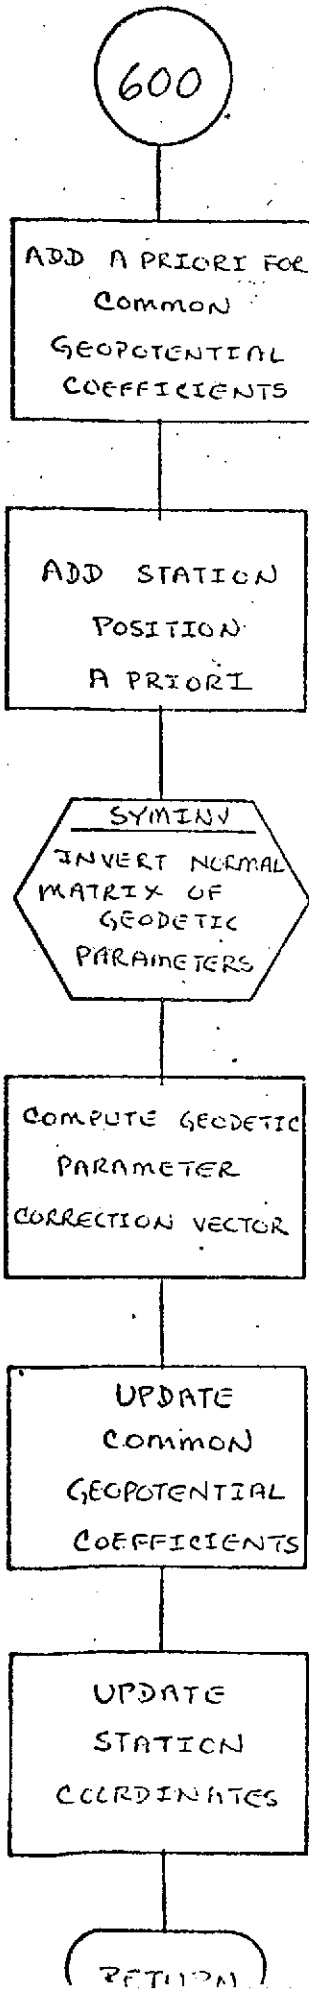 600
ADD A PRIORI FOR
COMMON
GEOPOTENTIAL
COEFFICIENTS
ADD STATION
POSITION
A PRIORI
SYMINV
INVERT NORMAL
MATRIX OF
GEODETIC
PARAMETERS
COMPUTE GEODETIC
PARAMETER
CORRECTION VECTOR
UPDATE
COMMON
GEOPOTENTIAL
COEFFICIENTS
UPDATE
STATION
COORDINATES
RETURN